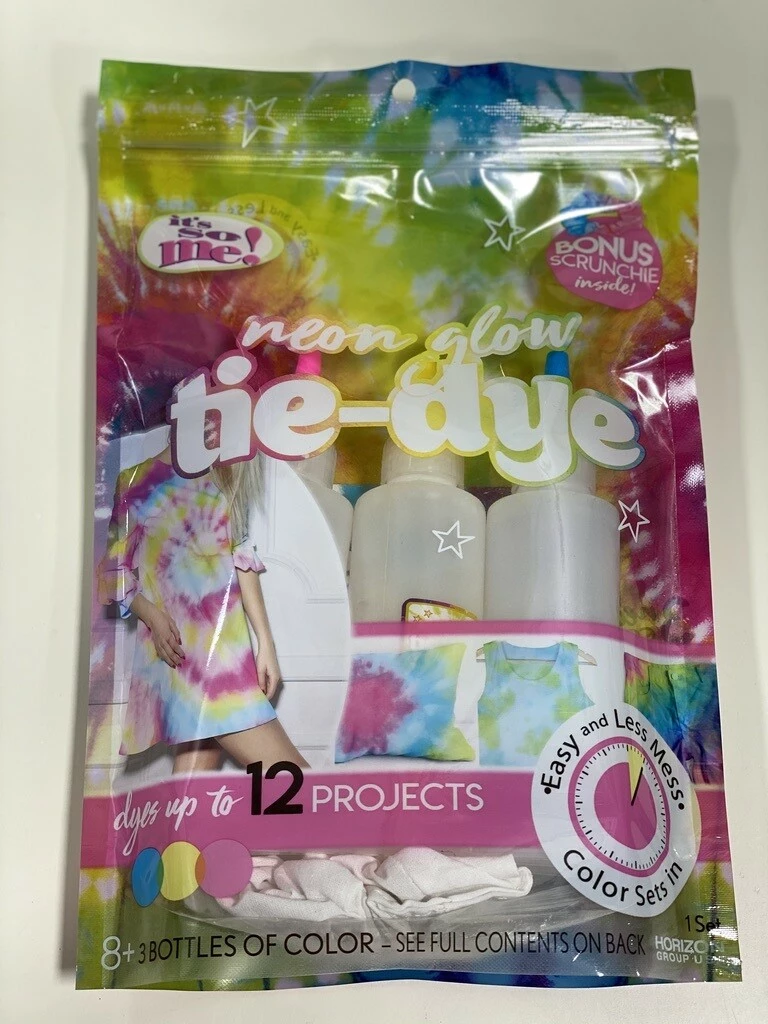 it's
so
me!
BONUS
SCRUNCHIE
inside!
neon glow
tie-dye
dyes up to 12 PROJECTS
•Easy and Less Mess•
Color Sets in
1 Set
8+ 3 BOTTLES OF COLOR – SEE FULL CONTENTS ON BACK
GROUP U